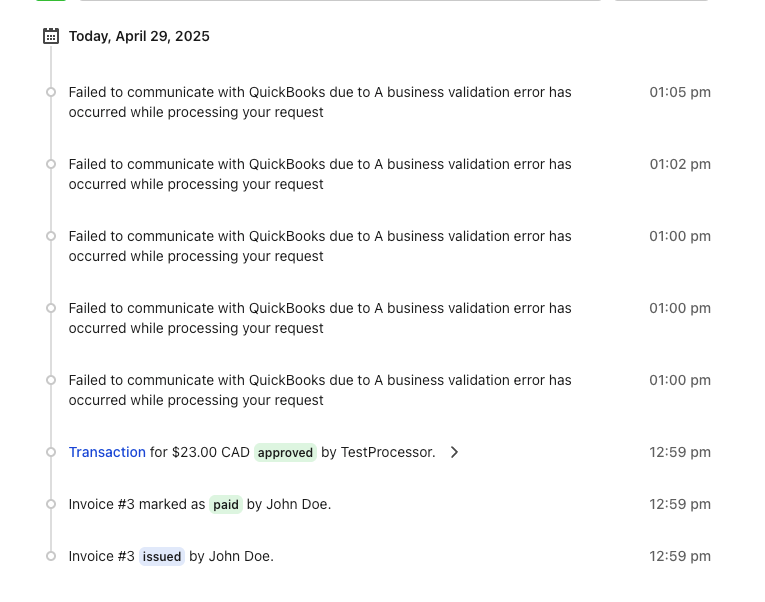 Today, April 29, 2025
Failed to communicate with QuickBooks due to A business validation error has 01:05 pm
occurred while processing your request
Failed to communicate with QuickBooks due to A business validation error has 01:02 pm
occurred while processing your request
Failed to communicate with QuickBooks due to A business validation error has 01:00 pm
occurred while processing your request
Failed to communicate with QuickBooks due to A business validation error has 01:00 pm
occurred while processing your request
Failed to communicate with QuickBooks due to A business validation error has 01:00 pm
occurred while processing your request
Transaction for $23.00 CAD approved by TestProcessor. 12:59 pm
Invoice #3 marked as paid by John Doe. 12:59 pm
Invoice #3 issued by John Doe. 12:59 pm